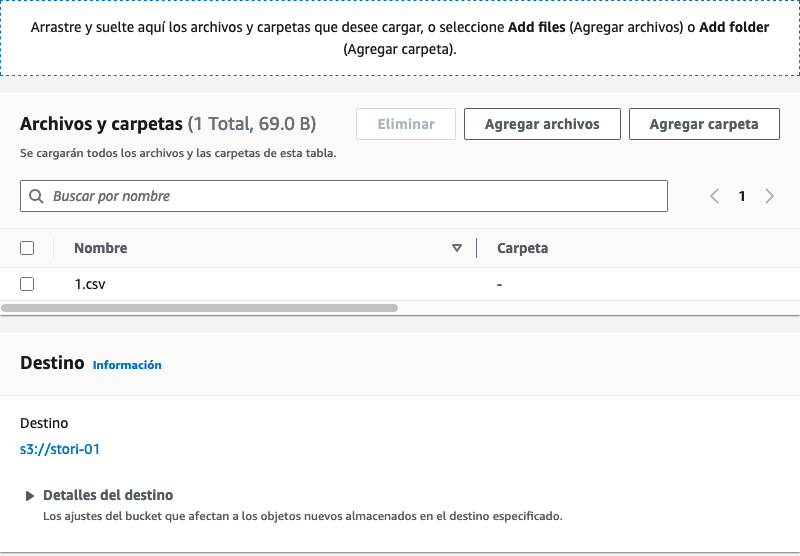 Arrastre y suelte aquí los archivos y carpetas que desee cargar, o seleccione Add files (Agregar archivos) o Add folder
(Agregar carpeta).
Archivos y carpetas (1 Total, 69.0 B)
Eliminar
Agregar archivos
Agregar carpeta
Se cargarán todos los archivos y las carpetas de esta tabla.
Buscar por nombre
1
Nombre
Carpeta
1.csv
-
Destino Información
Destino
s3://stori-01
Detalles del destino
Los ajustes del bucket que afectan a los objetos nuevos almacenados en el destino especificado.